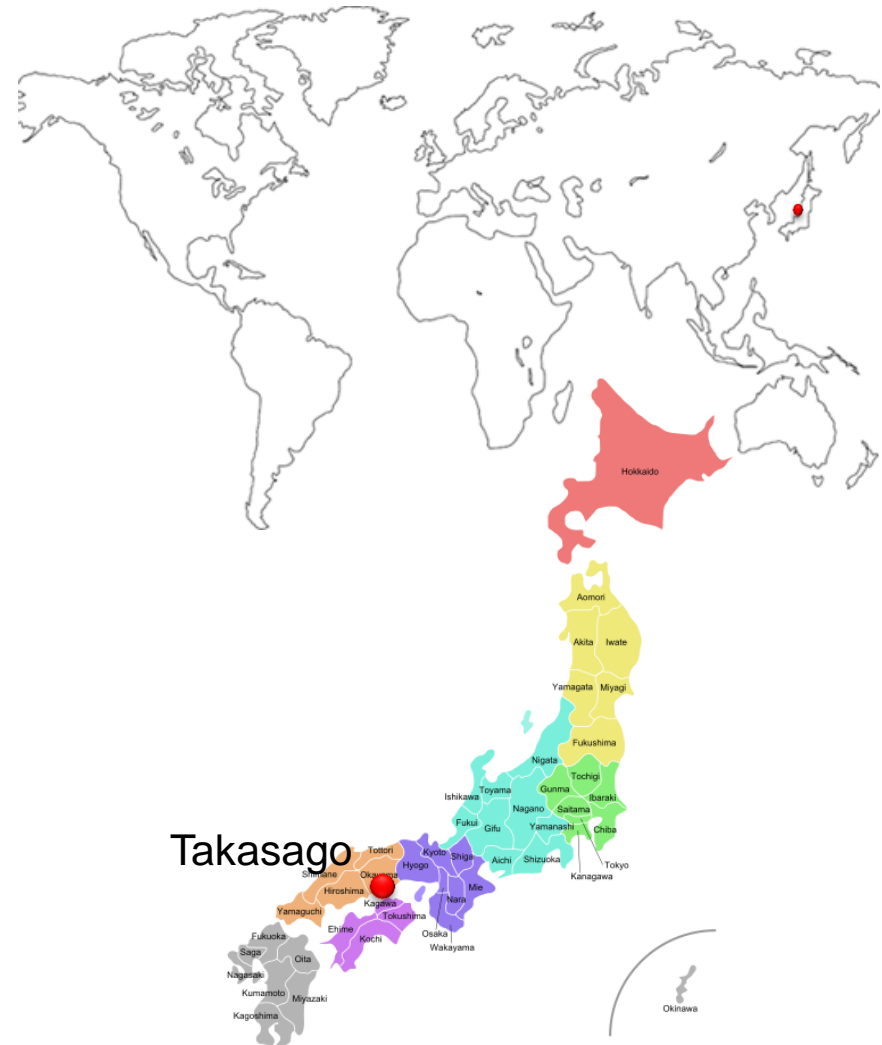 Hokkaido
Aomori
Akita
Iwate
Yamagata
Miyagi
Fukushima
Nigata
Tochigi
Gunma
Ibaraki
Toyama
Ishikawa
Nagano
Saitama
Fukui
Gifu
Yamanashi
Chiba
Takasago
Tottori
Kyoto
Shiga
Hyogo
Aichi
Shizuoka
Tokyo
Kanagawa
Shimane
Okayama
Hiroshima
Mie
Nara
Kagawa
Yamaguchi
Tokushima
Ehime
Kochi
Osaka
Wakayama
Fukuoka
Saga
Oita
Nagasaki
Kumamoto
Miyazaki
Kagoshima
Okinawa